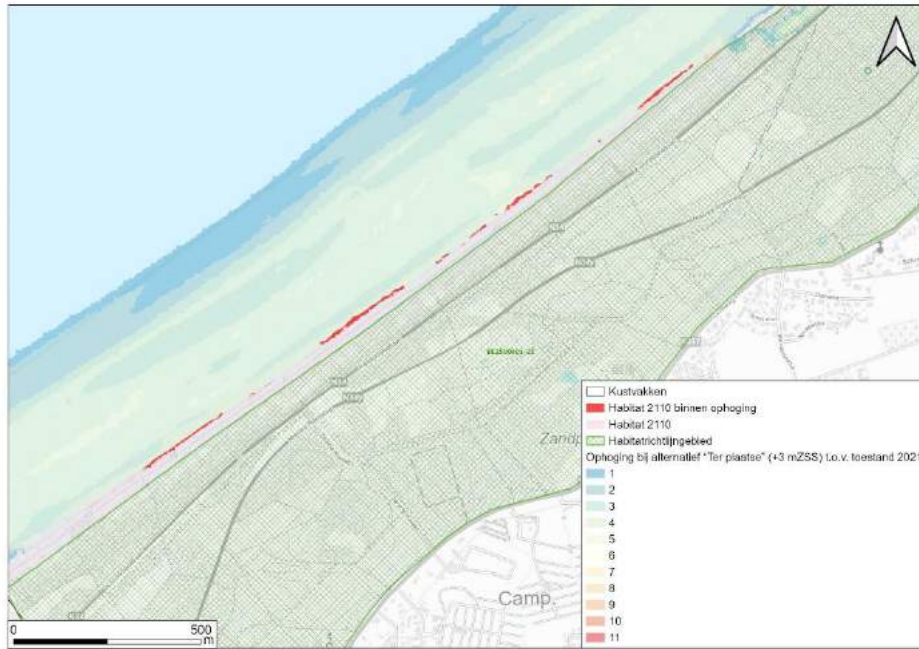 Zandp
Kustvakken
Habitat 2110 binnen ophoging
Habitat 2110
Habitatrichtlijngebied
Ophoging bij alternatief "Ter plaatse" (+3 mZSS) t.o.v. toestand 2021
1
2
3
4
5
6
7
8
9
10
11
Camp.
0 500
m